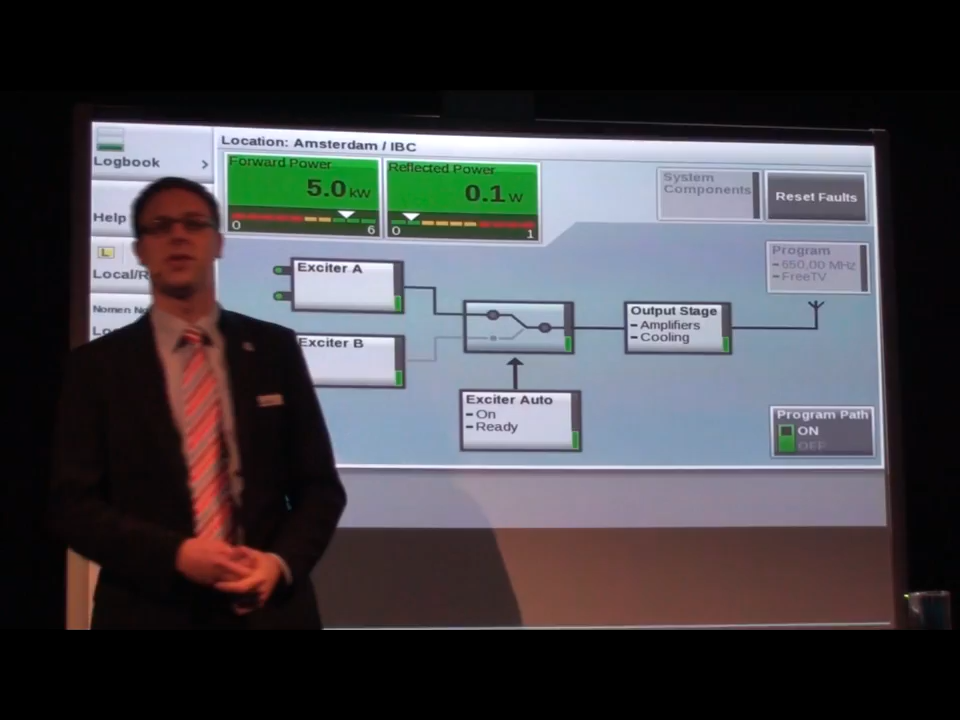 Location: Amsterdam / IBC
Logbook >
Help
Local/R
Nomen N
Lo
Forward Power
5.0 kW
0 6
Reflected Power
0.1 W
0 1
System
Components
Reset Faults
Program
- 650,00 MHz
- FreeTV
Exciter A
Exciter B
Output Stage
- Amplifiers
- Cooling
Exciter Auto
- On
- Ready
Program Path
ON
OFF